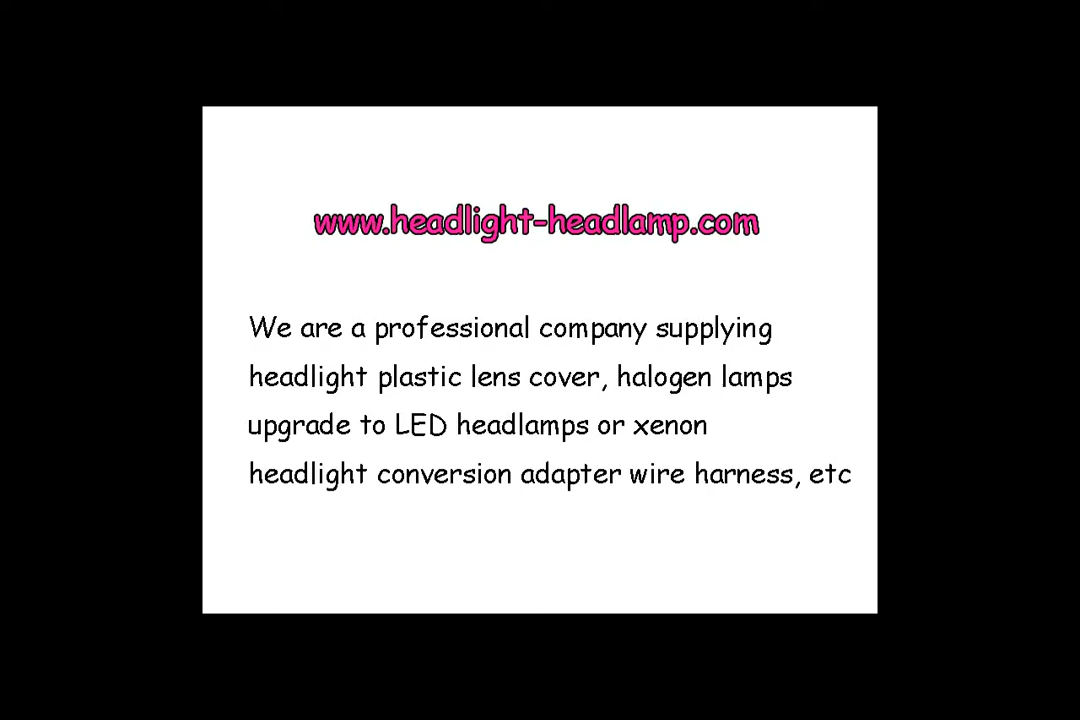 www.headlight-headlamp.com
We are a professional company supplying
headlight plastic lens cover, halogen lamps
upgrade to LED headlamps or xenon
headlight conversion adapter wire harness, etc